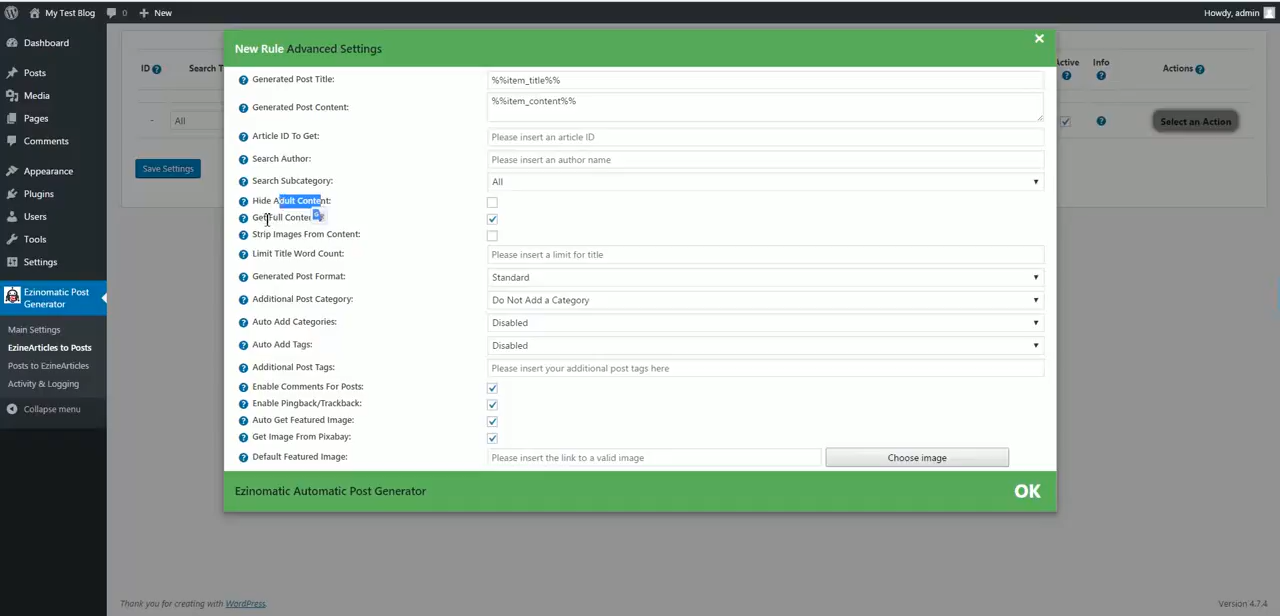 My Test Blog 0 + New Howdy, admin
Dashboard
Posts
Media
Pages
Comments
Appearance
Plugins
Users
Tools
Settings
Ezinomatic Post
Generator
Main Settings
EzineArticles to Posts
Posts to EzineArticles
Activity & Logging
Collapse menu
ID Search T
- All
Save Settings
New Rule Advanced Settings ×
Generated Post Title: %%item_title%%
Generated Post Content: %%item_content%%
Article ID To Get: Please insert an article ID
Search Author: Please insert an author name
Search Subcategory: All
Hide Adult Content:
Get Full Conten
Strip Images From Content:
Limit Title Word Count: Please insert a limit for title
Generated Post Format: Standard
Additional Post Category: Do Not Add a Category
Auto Add Categories: Disabled
Auto Add Tags: Disabled
Additional Post Tags: Please insert your additional post tags here
Enable Comments For Posts:
Enable Pingback/Trackback:
Auto Get Featured Image:
Get Image From Pixabay:
Default Featured Image: Please insert the link to a valid image Choose image
Ezinomatic Automatic Post Generator OK
ctive Info Actions
Select an Action
Thank you for creating with WordPress. Version 4.7.4